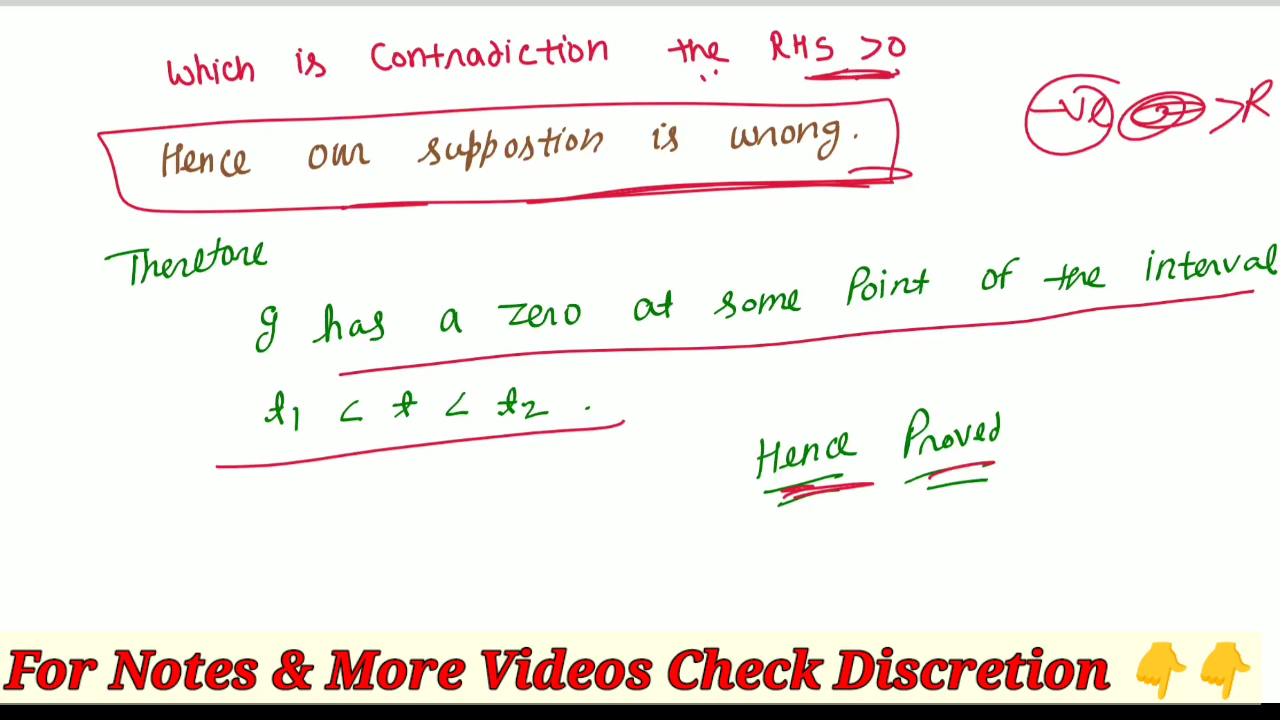 Which is Contradiction the RHS >0
-ve >R
Hence our suppostion is wrong.
Therefore
g has a zero at some Point of the interval
t1 < t < t2 .
Hence Proved
For Notes & More Videos Check Discretion 👇👇